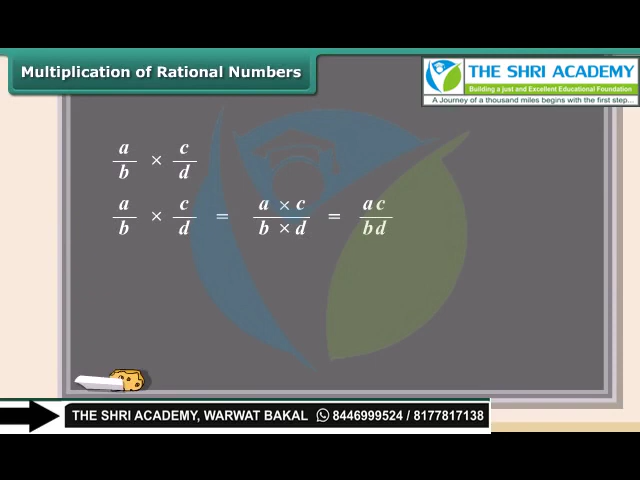 Multiplication of Rational Numbers
THE SHRI ACADEMY
Building a just and Excellent Educational Foundation
A Journey of a thousand miles begins with the first step...
a/b × c/d
a/b × c/d = a × c/b × d = ac/bd
THE SHRI ACADEMY, WARWAT BAKAL 8446999524 / 8177817138